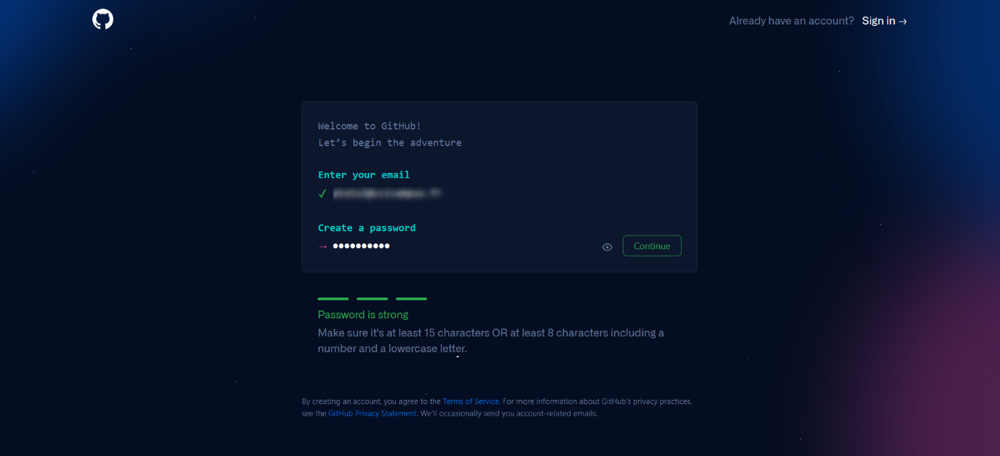 Already have an account? Sign in →
Welcome to GitHub!
Let’s begin the adventure
Enter your email
✓
Create a password
→ ●●●●●●●●●● Continue
Password is strong
Make sure it's at least 15 characters OR at least 8 characters including a
number and a lowercase letter.
By creating an account, you agree to the Terms of Service. For more information about GitHub's privacy practices,
see the GitHub Privacy Statement. We'll occasionally send you account-related emails.